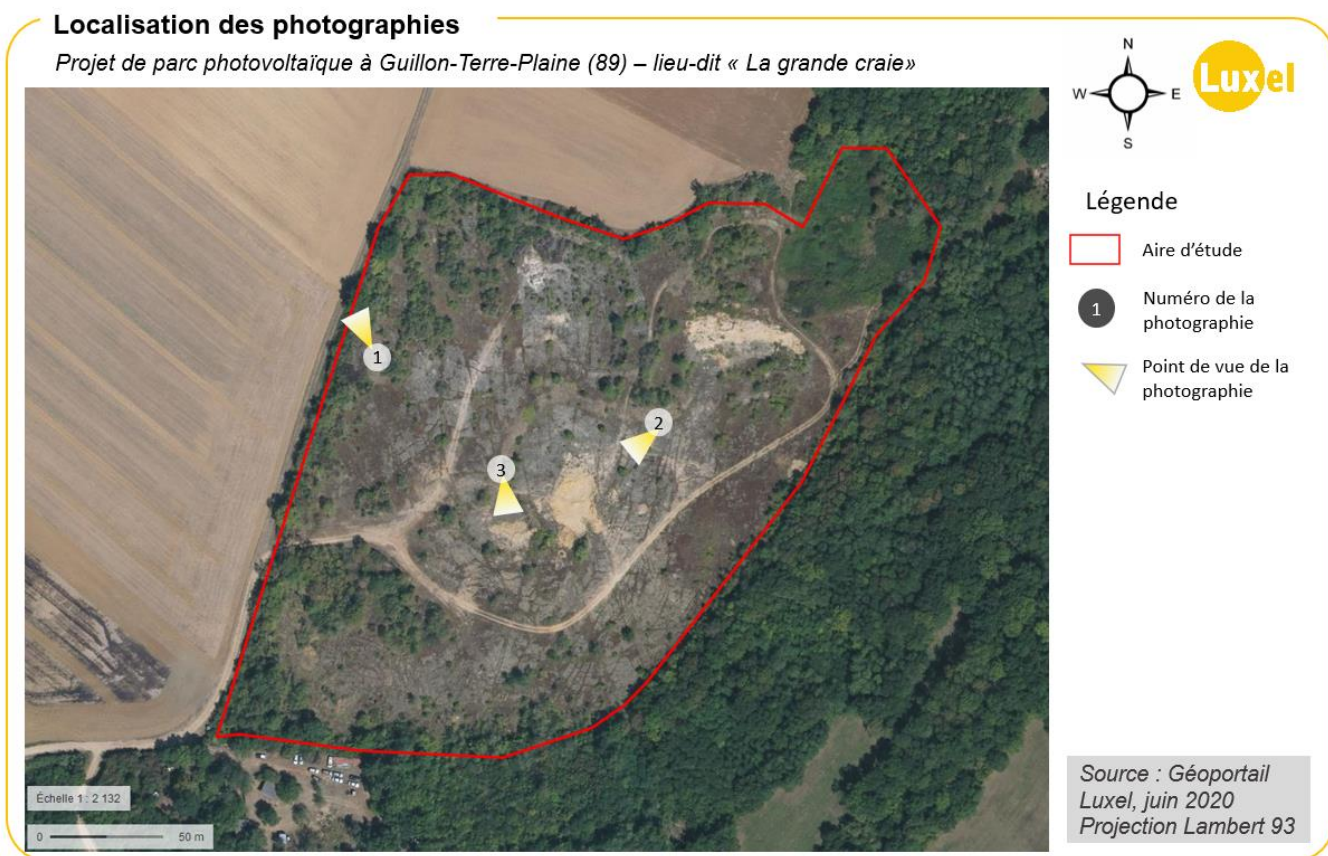 Localisation des photographies
Projet de parc photovoltaïque à Guillon-Terre-Plaine (89) – lieu-dit « La grande craie»
N
W
E
S
Luxel
Légende
Aire d'étude
1
Numéro de la
photographie
Point de vue de la
photographie
1
2
3
Échelle 1 : 2 132
0
50 m
Source : Géoportail
Luxel, juin 2020
Projection Lambert 93